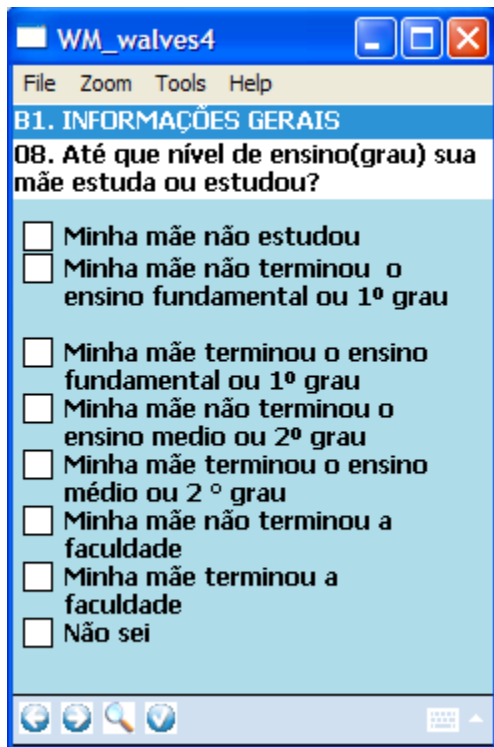 WM_walves4
File Zoom Tools Help
B1. INFORMAÇÕES GERAIS
08. Até que nível de ensino(grau) sua
mãe estuda ou estudou?
Minha mãe não estudou
Minha mãe não terminou o
ensino fundamental ou 1º grau
Minha mãe terminou o ensino
fundamental ou 1º grau
Minha mãe não terminou o
ensino medio ou 2º grau
Minha mãe terminou o ensino
médio ou 2 ° grau
Minha mãe não terminou a
faculdade
Minha mãe terminou a
faculdade
Não sei